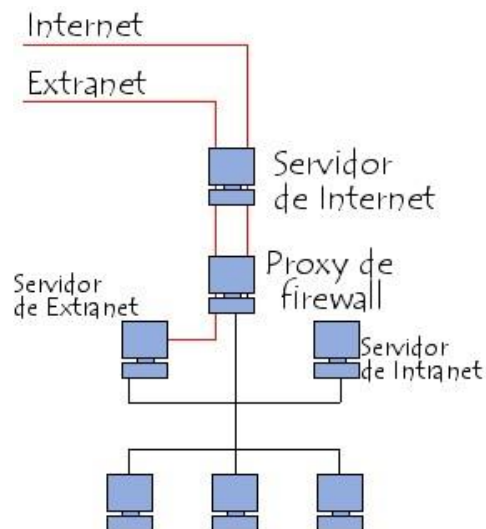 Internet
Extranet
Servidor
de Internet
Proxy de
firewall
Servidor
de Extranet
Servidor
de Intranet